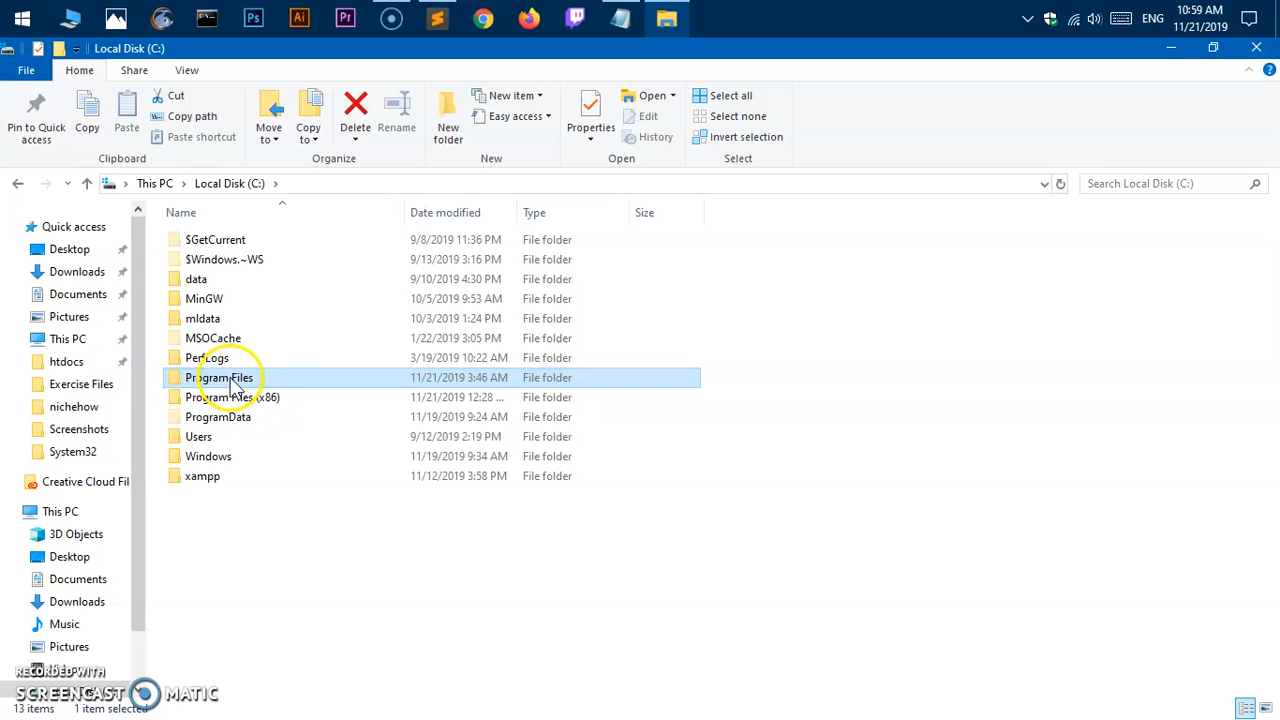 Ps
Ai
Pr
ENG
10:59 AM
11/21/2019
Local Disk (C:)
File
Home
Share
View
Pin to Quick access
Copy
Paste
Cut
Copy path
Paste shortcut
Clipboard
Move to
Copy to
Delete
Rename
Organize
New folder
New item
Easy access
New
Properties
Open
Edit
History
Open
Select all
Select none
Invert selection
Select
This PC
Local Disk (C:)
Search Local Disk (C:)
Quick access
Desktop
Downloads
Documents
Pictures
This PC
htdocs
Exercise Files
nichehow
Screenshots
System32
Creative Cloud Fil
This PC
3D Objects
Desktop
Documents
Downloads
Music
Pictures
Name Date modified Type Size
$GetCurrent 9/8/2019 11:36 PM File folder
$Windows.~WS 9/13/2019 3:16 PM File folder
data 9/10/2019 4:30 PM File folder
MinGW 10/5/2019 9:53 AM File folder
mldata 10/3/2019 1:24 PM File folder
MSOCache 1/22/2019 3:05 PM File folder
PerfLogs 3/19/2019 10:22 AM File folder
Program Files 11/21/2019 3:46 AM File folder
Program Files (x86) 11/21/2019 12:28 ... File folder
ProgramData 11/19/2019 9:24 AM File folder
Users 9/12/2019 2:19 PM File folder
Windows 11/19/2019 9:34 AM File folder
xampp 11/12/2019 3:58 PM File folder
RECORDED WITH
SCREENCAST MATIC
13 items 1 item selected